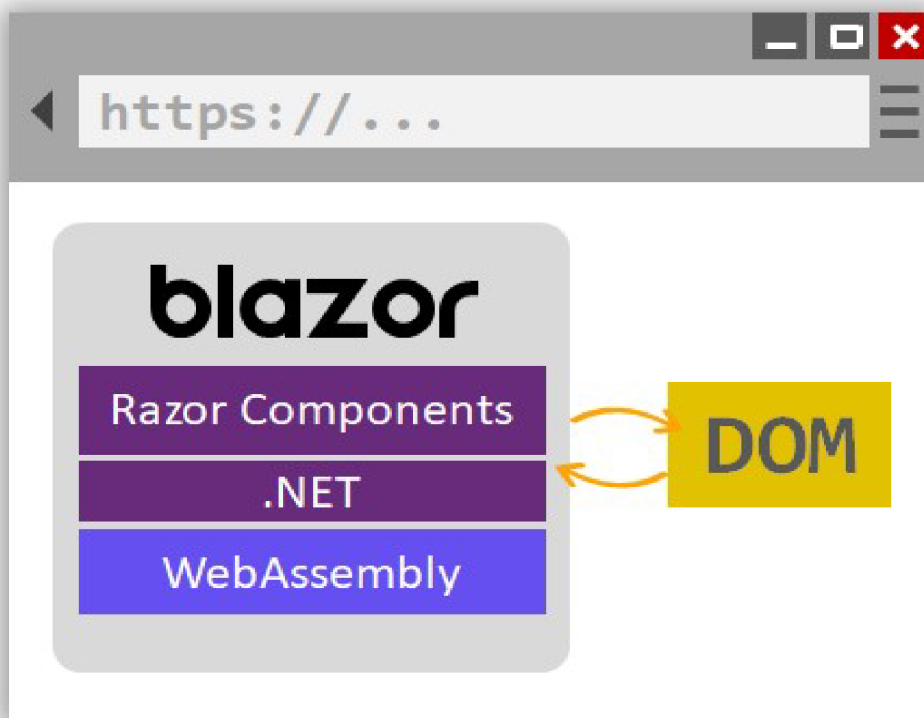 https://...
blazor
Razor Components
.NET
WebAssembly
DOM